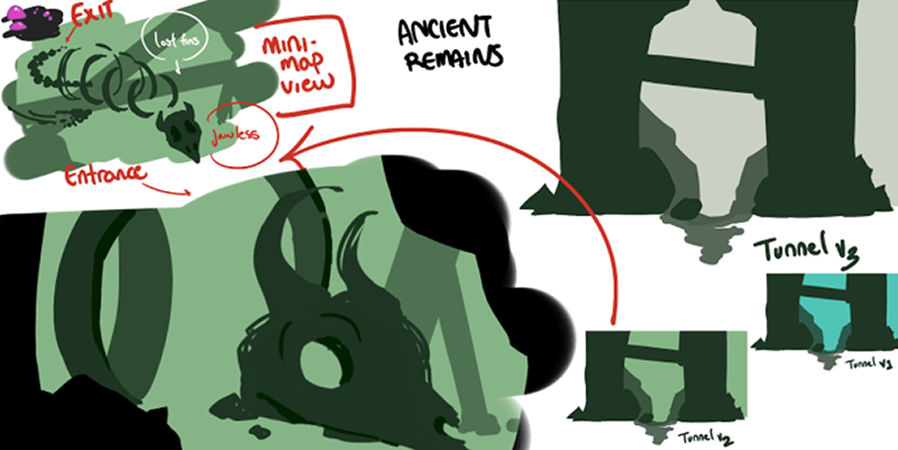 EXIT
lost-fins
MINI-
MAP
VIEW
ANCIENT
REMAINS
Jawless
Entrance
Tunnel v3
Tunnel v1
Tunnel v2